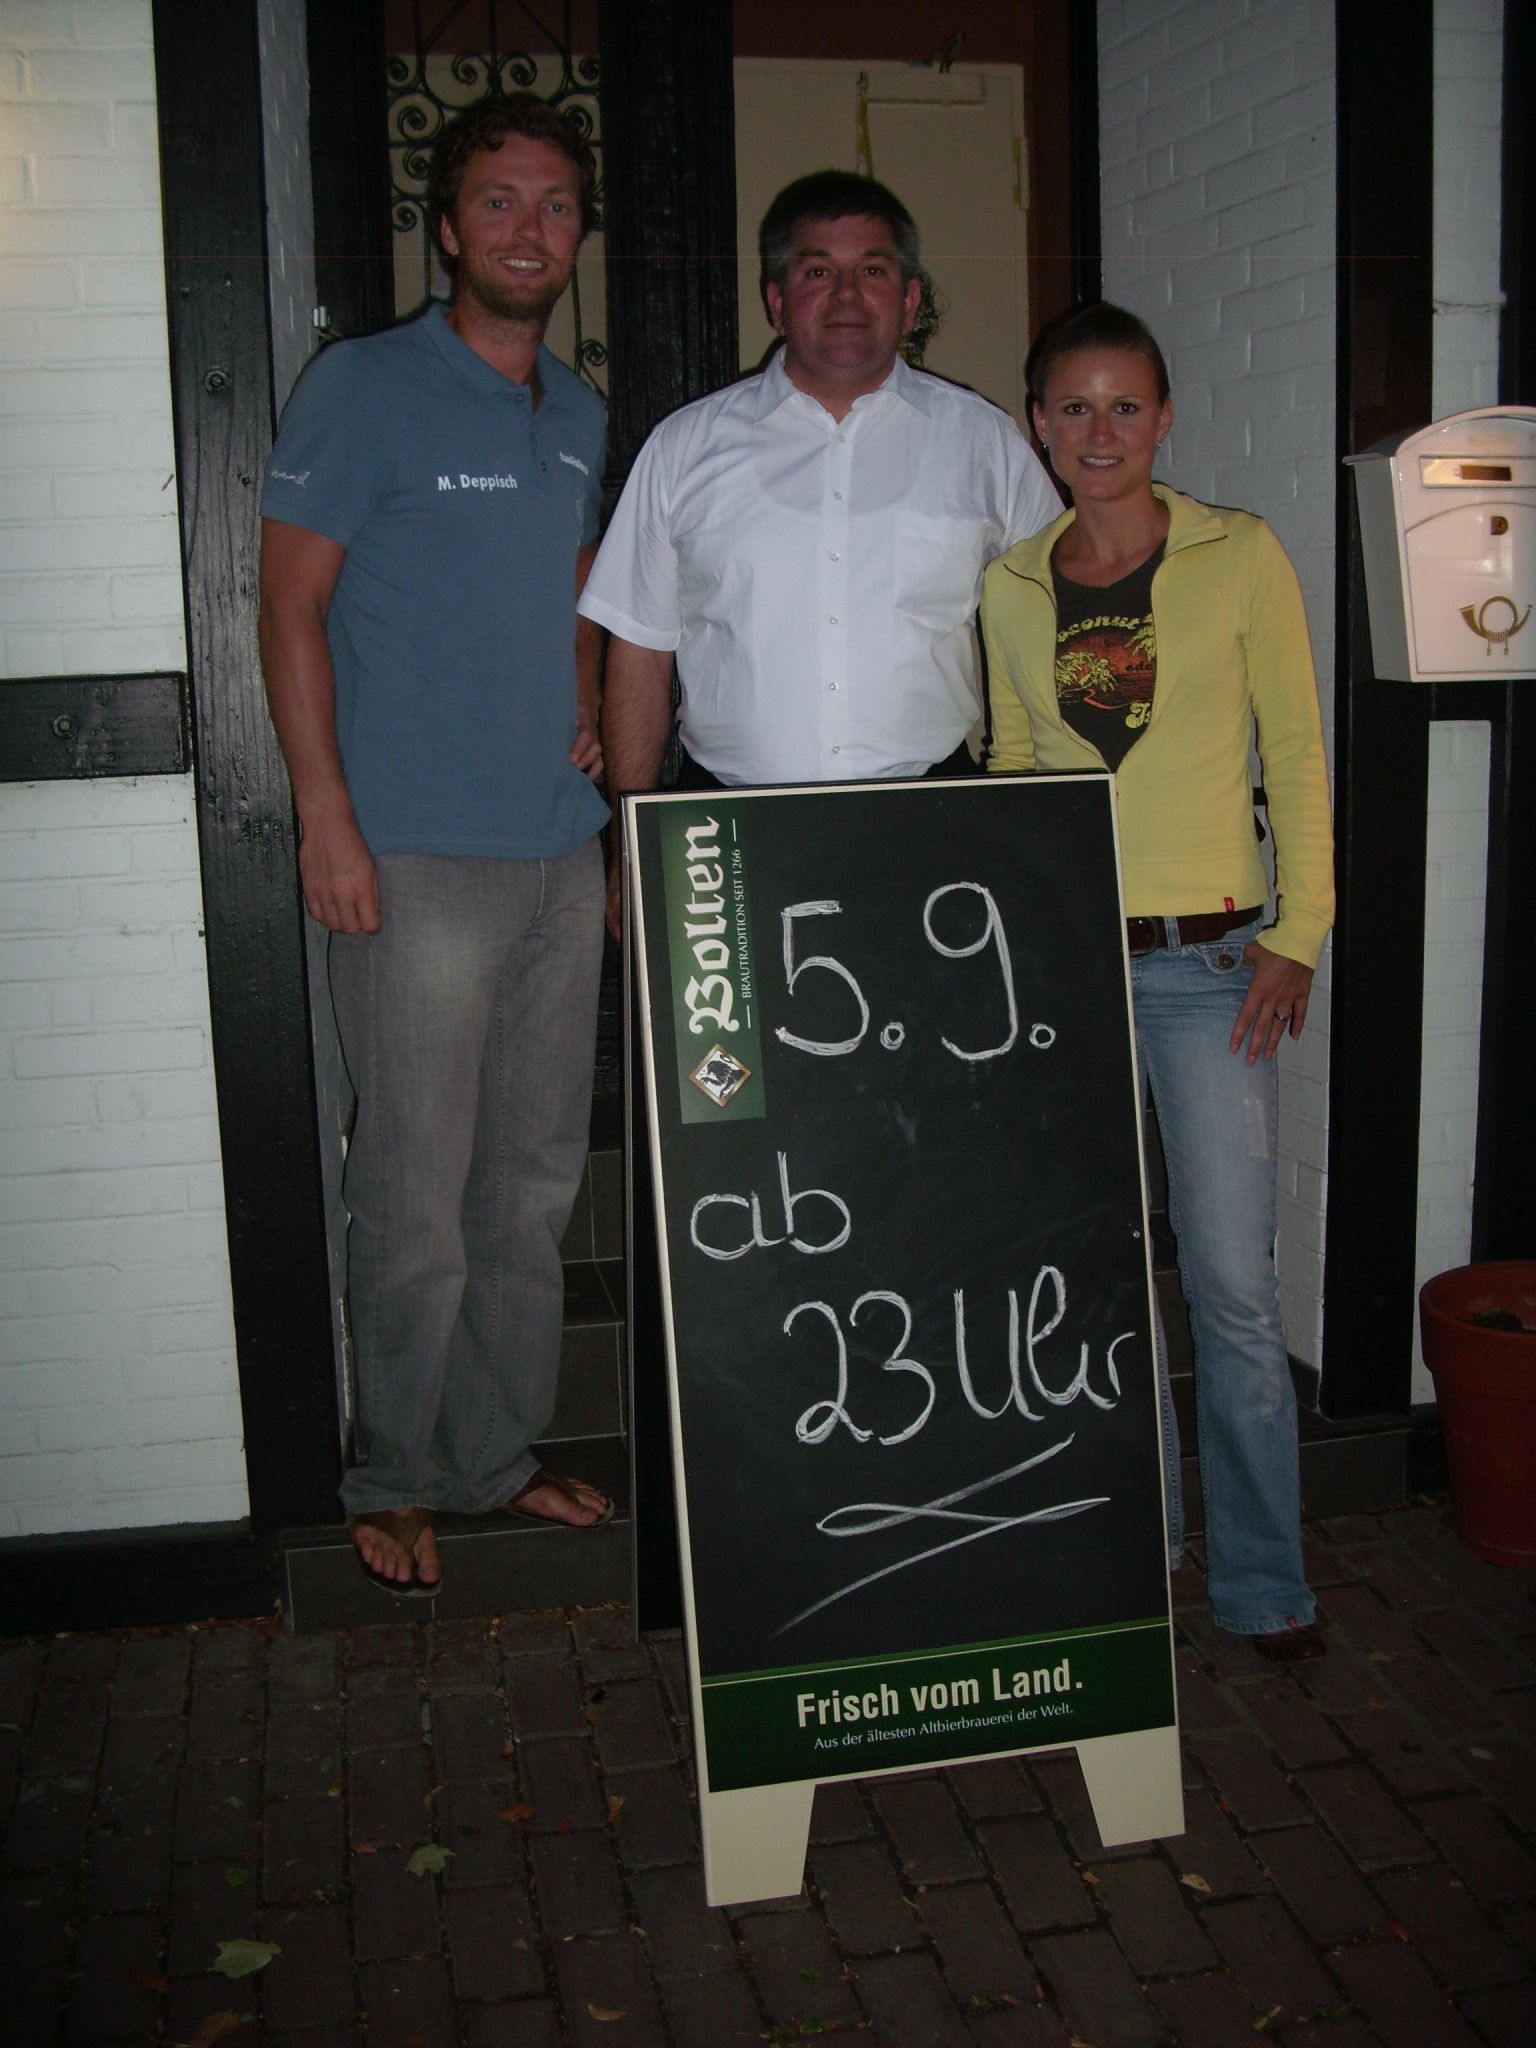 M. Deppisch
Bolten
BRAUTRADITION SEIT 1266
5.9.
ab
23 Uhr
Frisch vom Land.
Aus der ältesten Altbierbrauerei der Welt.